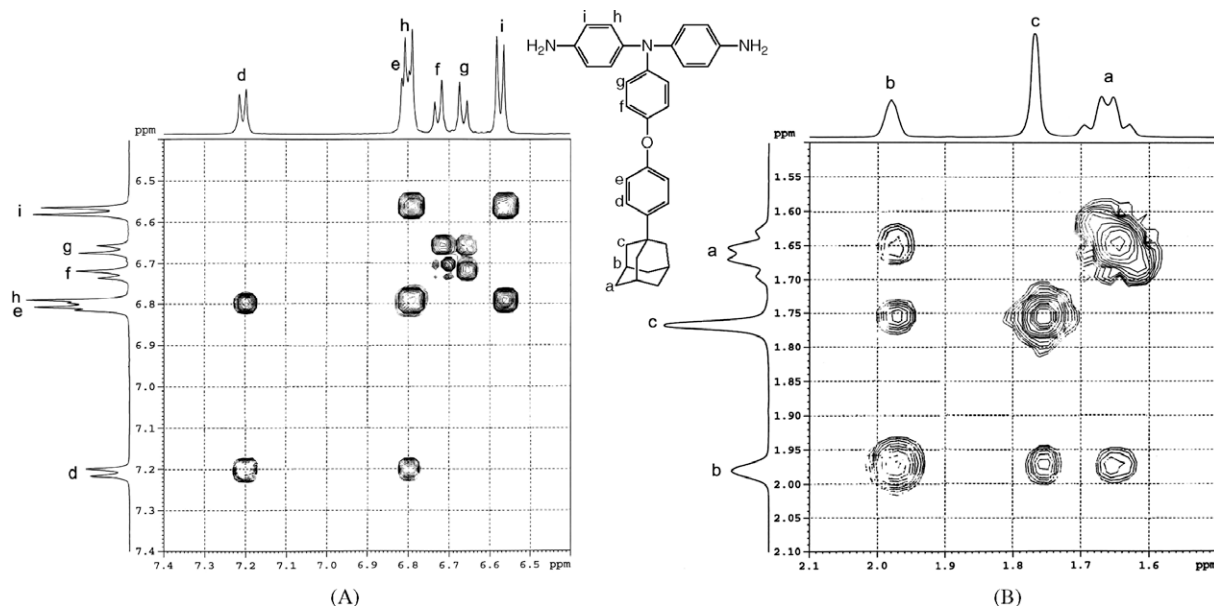 d
e
h
f
g
i
ppm
6.5
6.6
6.7
6.8
6.9
7.0
7.1
7.2
7.3
7.4
i
g
f
h
e
d
7.4 7.3 7.2 7.1 7.0 6.9 6.8 6.7 6.6 6.5 ppm
(A)
i h
H2N N NH2
g
f
O
e
d
c
b
a
b
c
a
ppm
1.55
1.60
1.65
1.70
1.75
1.80
1.85
1.90
1.95
2.00
2.05
2.10
a
c
b
2.1 2.0 1.9 1.8 1.7 1.6 ppm
(B)